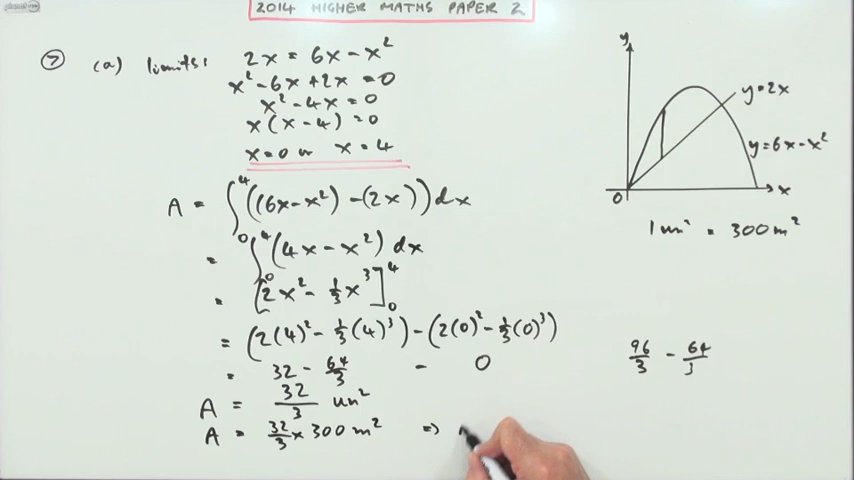 2014 HIGHER MATHS PAPER 2
⑦ (a) limits: 2x = 6x - x²
x² - 6x + 2x = 0
x² - 4x = 0
x(x - 4) = 0
x = 0 or x = 4
A = ∫₀⁴ ((6x - x²) - (2x)) dx
= ∫₀⁴ (4x - x²) dx
= [2x² - 1/3 x³]₀⁴
= (2(4)² - 1/3(4)³) - (2(0)² - 1/3(0)³)
= 32 - 64/3 - 0
A = 32/3 un²
A = 32/3 × 300 m² ⇒
y
y = 2x
y = 6x - x²
0
x
1 un² = 300 m²
96/3 - 64/3